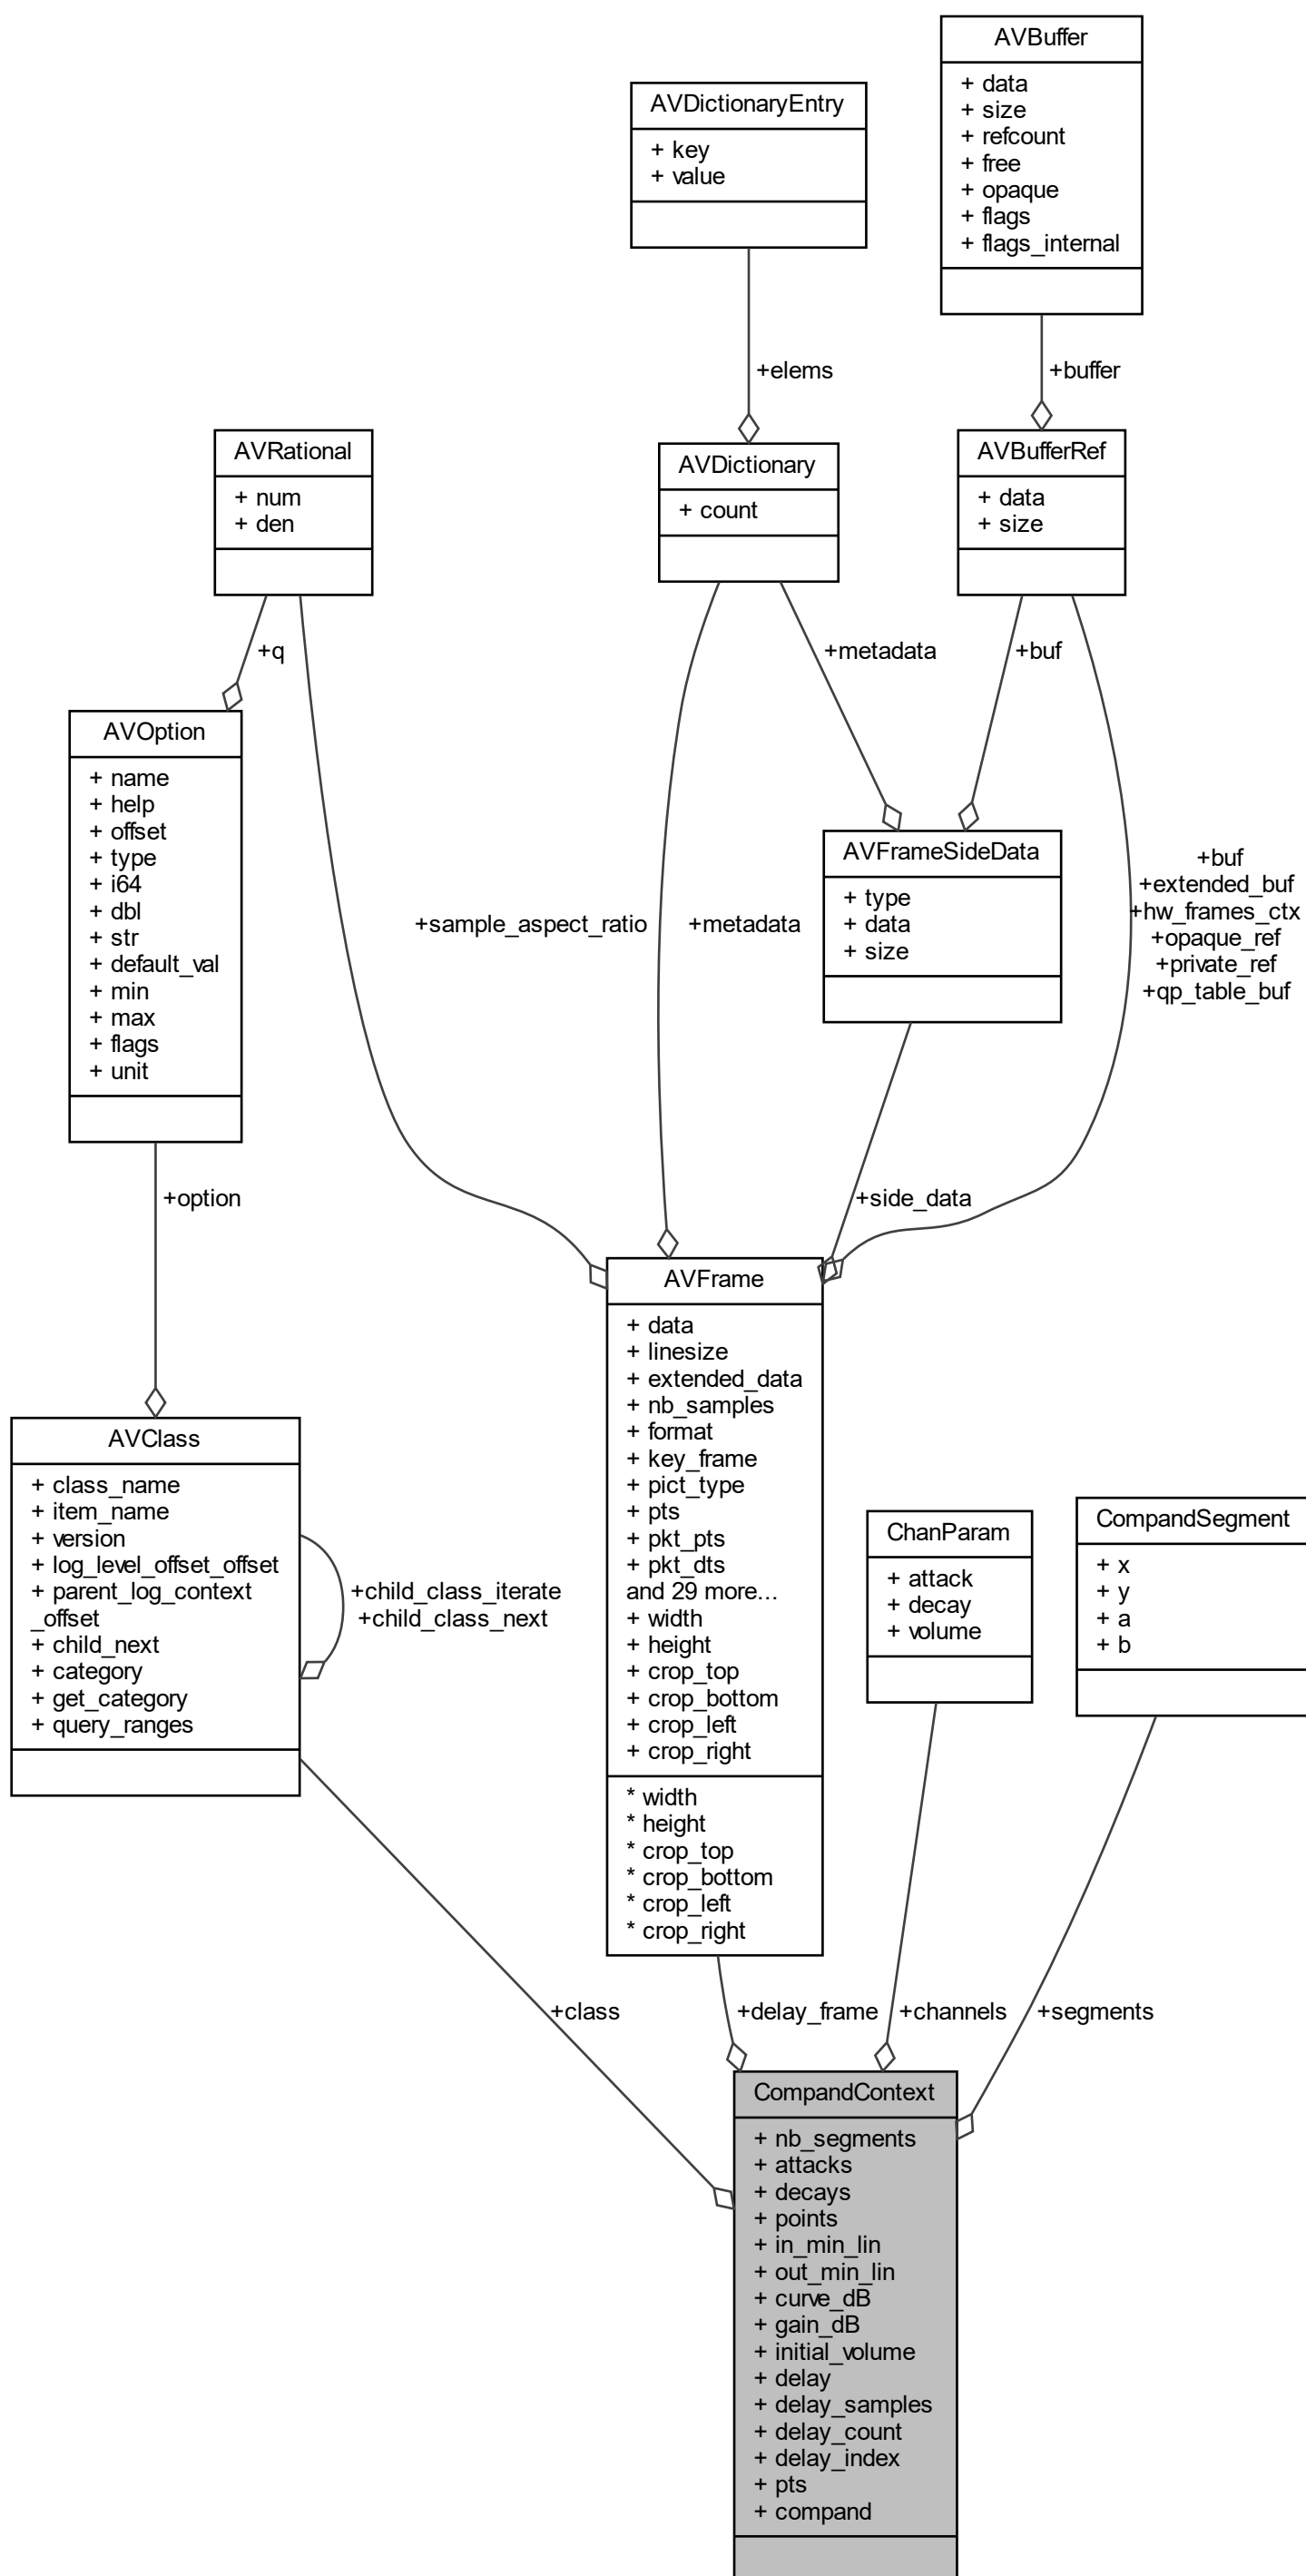 AVBuffer
+ data
+ size
+ refcount
+ free
+ opaque
+ flags
+ flags_internal
AVDictionaryEntry
+ key
+ value
+elems
+buffer
AVRational
+ num
+ den
AVDictionary
+ count
AVBufferRef
+ data
+ size
+q
+metadata
+buf
AVOption
+ name
+ help
+ offset
+ type
+ i64
+ dbl
+ str
+ default_val
+ min
+ max
+ flags
+ unit
AVFrameSideData
+ type
+ data
+ size
+sample_aspect_ratio
+metadata
+buf
+extended_buf
+hw_frames_ctx
+opaque_ref
+private_ref
+qp_table_buf
+option
+side_data
AVFrame
+ data
+ linesize
+ extended_data
+ nb_samples
+ format
+ key_frame
+ pict_type
+ pts
+ pkt_pts
+ pkt_dts
and 29 more...
+ width
+ height
+ crop_top
+ crop_bottom
+ crop_left
+ crop_right
* width
* height
* crop_top
* crop_bottom
* crop_left
* crop_right
AVClass
+ class_name
+ item_name
+ version
+ log_level_offset_offset
+ parent_log_context
_offset
+ child_next
+ category
+ get_category
+ query_ranges
+child_class_iterate
+child_class_next
ChanParam
+ attack
+ decay
+ volume
CompandSegment
+ x
+ y
+ a
+ b
+class
+delay_frame
+channels
+segments
CompandContext
+ nb_segments
+ attacks
+ decays
+ points
+ in_min_lin
+ out_min_lin
+ curve_dB
+ gain_dB
+ initial_volume
+ delay
+ delay_samples
+ delay_count
+ delay_index
+ pts
+ compand